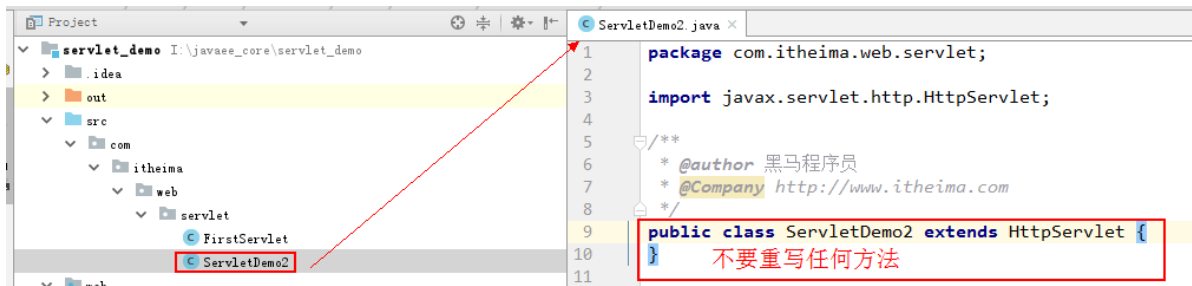 Project
servlet_demo I:\javaee_core\servlet_demo
.idea
out
src
com
itheima
web
servlet
FirstServlet
ServletDemo2
ServletDemo2.java
1 package com.itheima.web.servlet;
2
3 import javax.servlet.http.HttpServlet;
4
5 /**
6 * @author 黑马程序员
7 * @Company http://www.itheima.com
8 */
9 public class ServletDemo2 extends HttpServlet {
10 } 不要重写任何方法
11